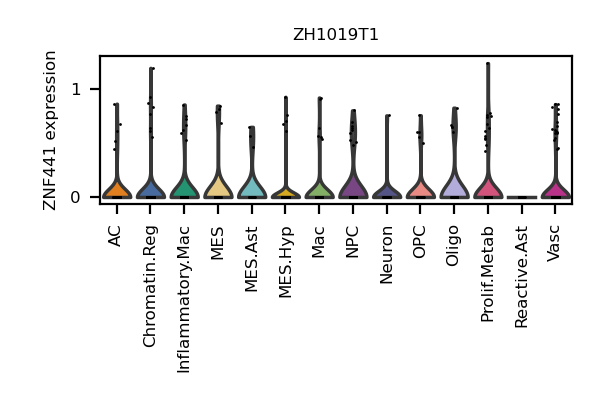 ZH1019T1
ZNF441 expression
1
0
AC
Chromatin.Reg
Inflammatory.Mac
MES
MES.Ast
MES.Hyp
Mac
NPC
Neuron
OPC
Oligo
Prolif.Metab
Reactive.Ast
Vasc